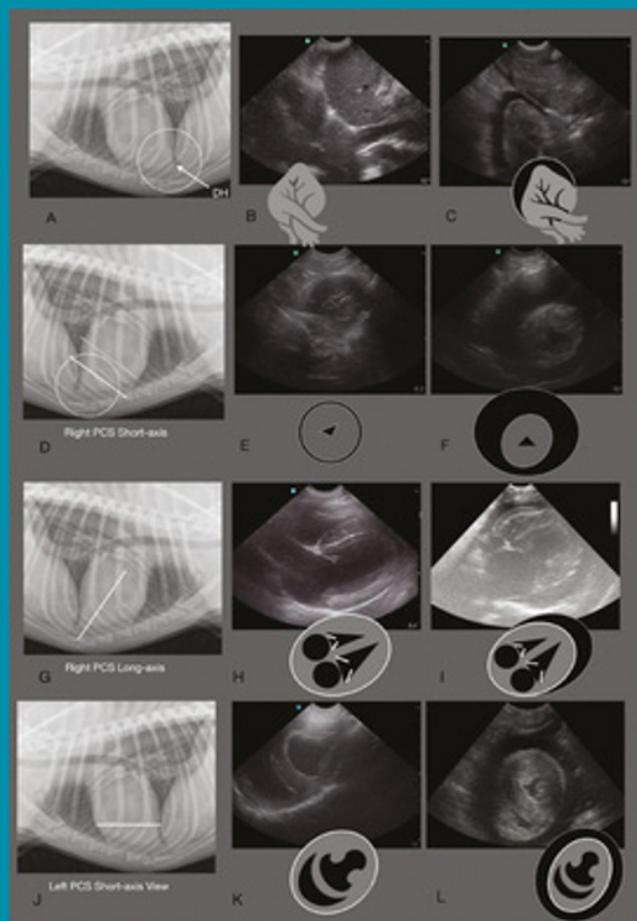 DH
A
B
C
Right PCS Short-axis
D
E
F
Right PCS Long-axis
G
H
I
Left PCS Short-axis View
J
K
L